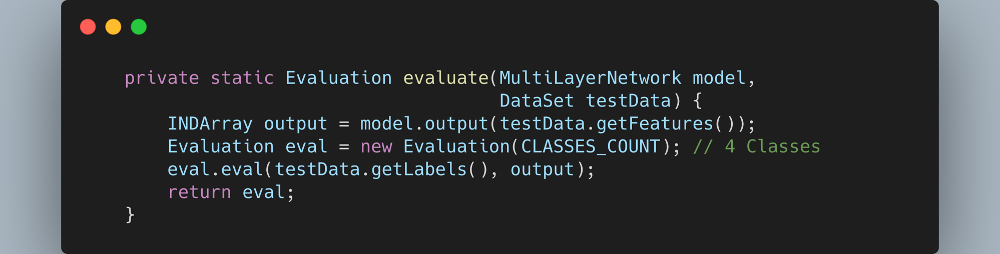 private static Evaluation evaluate(MultiLayerNetwork model,
DataSet testData) {
INDArray output = model.output(testData.getFeatures());
Evaluation eval = new Evaluation(CLASSES_COUNT); // 4 Classes
eval.eval(testData.getLabels(), output);
return eval;
}